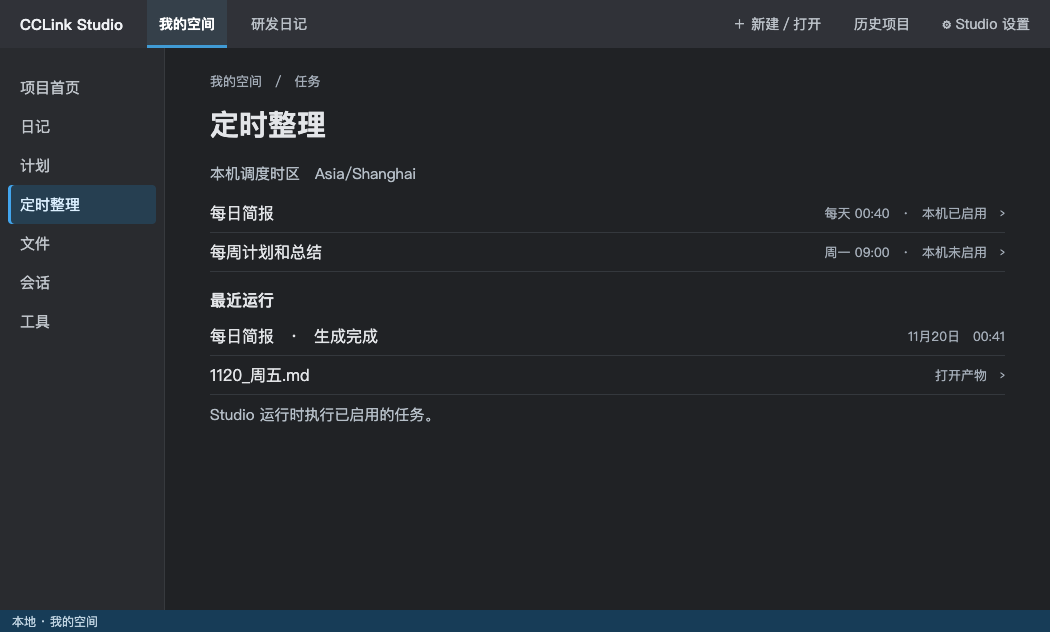 CCLink Studio 我的空间 研发日记 + 新建 / 打开 历史项目 ⚙ Studio 设置
项目首页
日记
计划
定时整理
文件
会话
工具
我的空间 / 任务
定时整理
本机调度时区 Asia/Shanghai
每日简报 每天 00:40 · 本机已启用 ›
每周计划和总结 周一 09:00 · 本机未启用 ›
最近运行
每日简报 · 生成完成 11月20日 00:41
1120_周五.md 打开产物 ›
Studio 运行时执行已启用的任务。
本地 · 我的空间